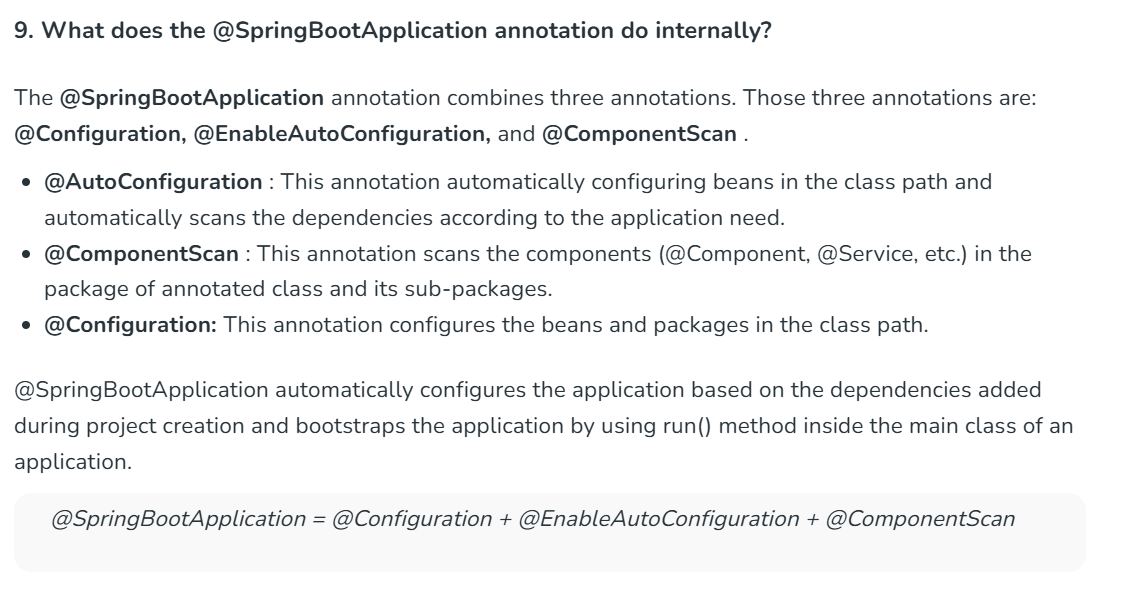 9. What does the @SpringBootApplication annotation do internally?
The @SpringBootApplication annotation combines three annotations. Those three annotations are:
@Configuration, @EnableAutoConfiguration, and @ComponentScan .
• @AutoConfiguration : This annotation automatically configuring beans in the class path and
automatically scans the dependencies according to the application need.
• @ComponentScan : This annotation scans the components (@Component, @Service, etc.) in the
package of annotated class and its sub-packages.
• @Configuration: This annotation configures the beans and packages in the class path.
@SpringBootApplication automatically configures the application based on the dependencies added
during project creation and bootstraps the application by using run() method inside the main class of an
application.
@SpringBootApplication = @Configuration + @EnableAutoConfiguration + @ComponentScan